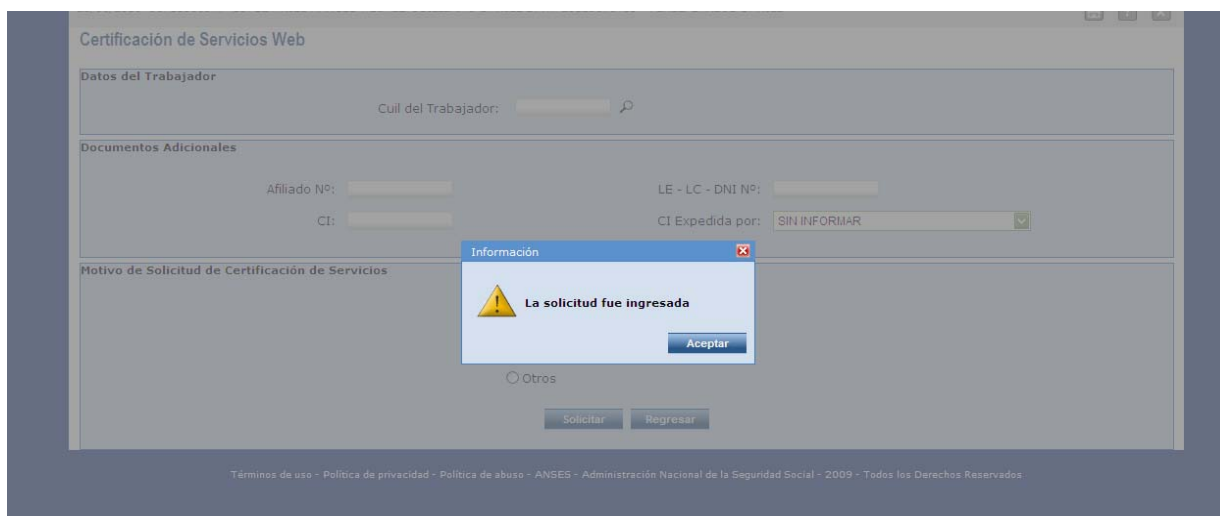 Certificación de Servicios Web
Datos del Trabajador
Cuil del Trabajador:
Documentos Adicionales
Afiliado Nº:
LE - LC - DNI Nº:
CI:
CI Expedida por: SIN INFORMAR
Información
Motivo de Solicitud de Certificación de Servicios
La solicitud fue ingresada
Aceptar
Otros
Solicitar
Regresar
Términos de uso - Política de privacidad - Política de abuso - ANSES - Administración Nacional de la Seguridad Social - 2009 - Todos los Derechos Reservados